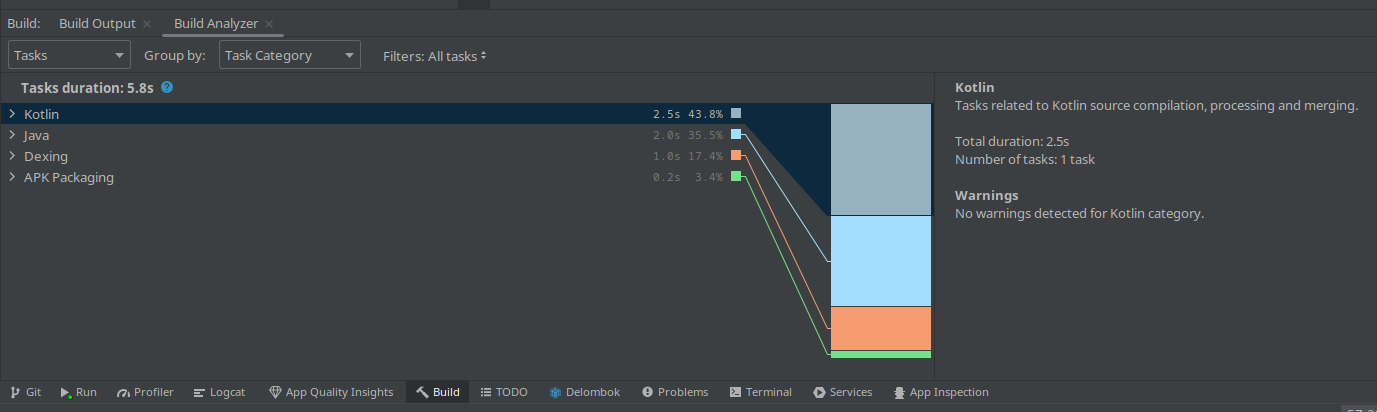 Build: Build Output Build Analyzer
Tasks Group by: Task Category Filters: All tasks
Tasks duration: 5.8s ?
Kotlin 2.5s 43.8%
Java 2.0s 35.5%
Dexing 1.0s 17.4%
APK Packaging 0.2s 3.4%
Kotlin
Tasks related to Kotlin source compilation, processing and merging.
Total duration: 2.5s
Number of tasks: 1 task
Warnings
No warnings detected for Kotlin category.
Git Run Profiler Logcat App Quality Insights Build TODO Delombok Problems Terminal Services App Inspection